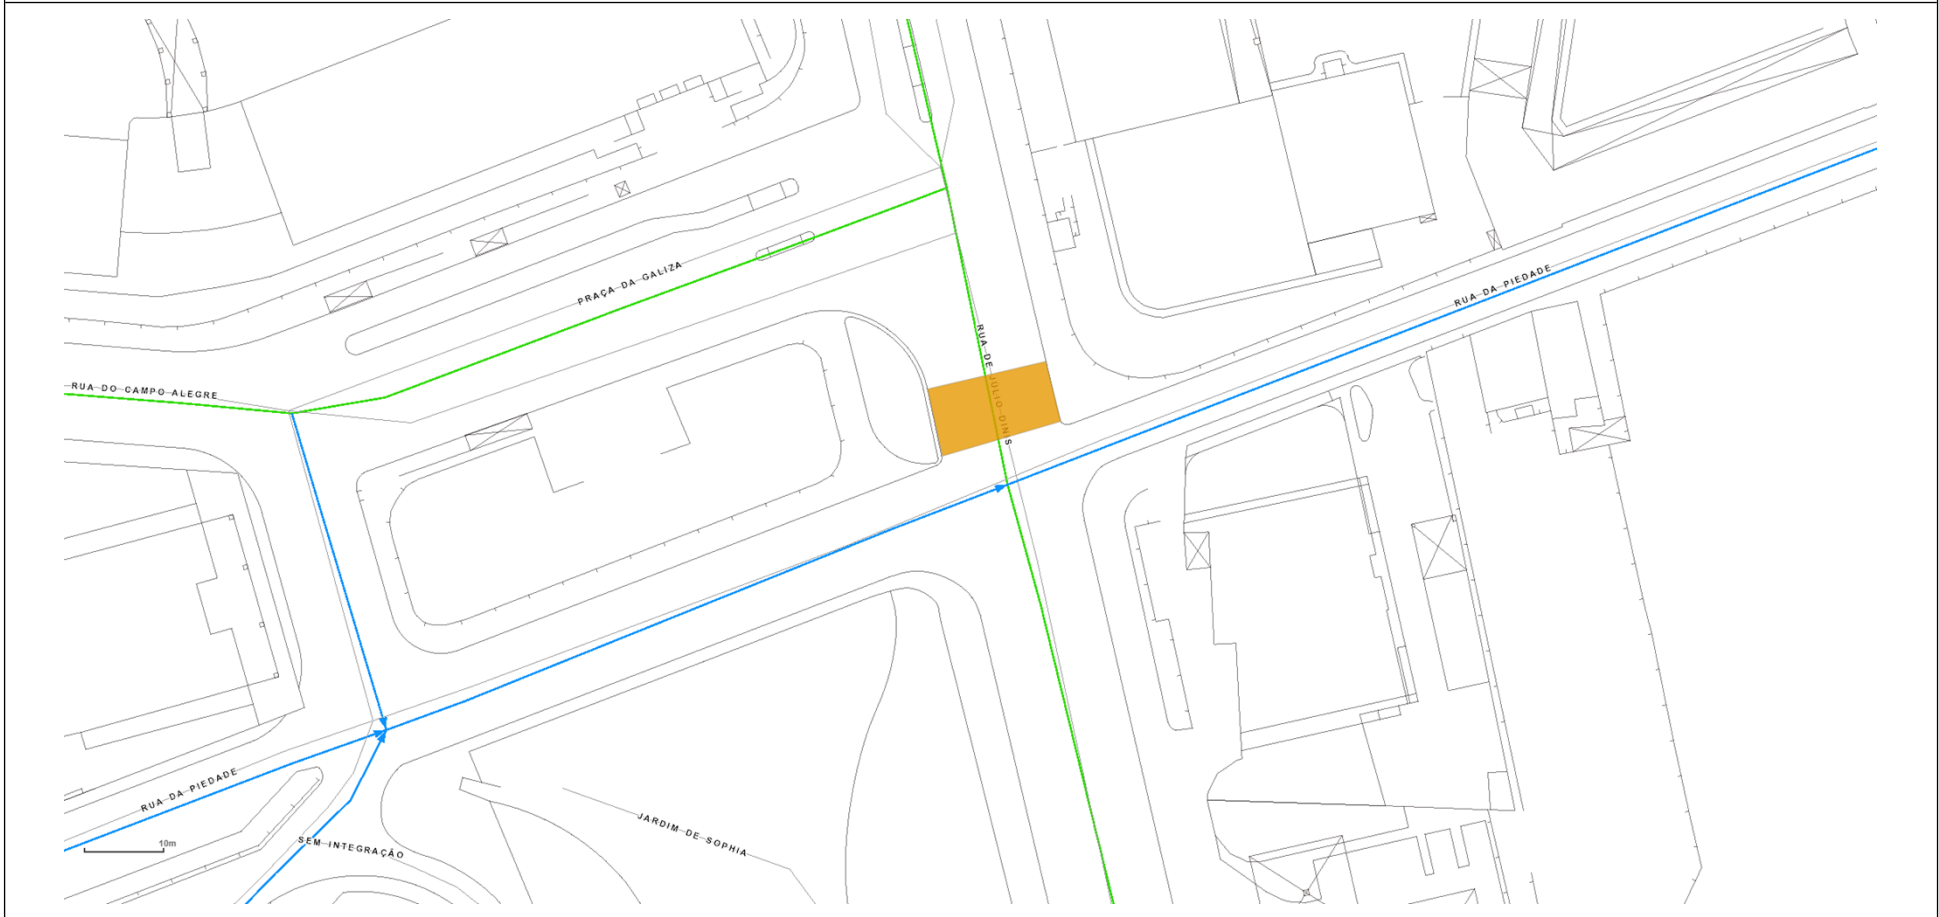 PRAÇA DA GALIZA
RUA DA PIEDADE
RUA DE JULIO DINIS
RUA DO CAMPO ALEGRE
RUA DA PIEDADE
JARDIM DE SOPHIA
SEM INTEGRAÇÃO
10m